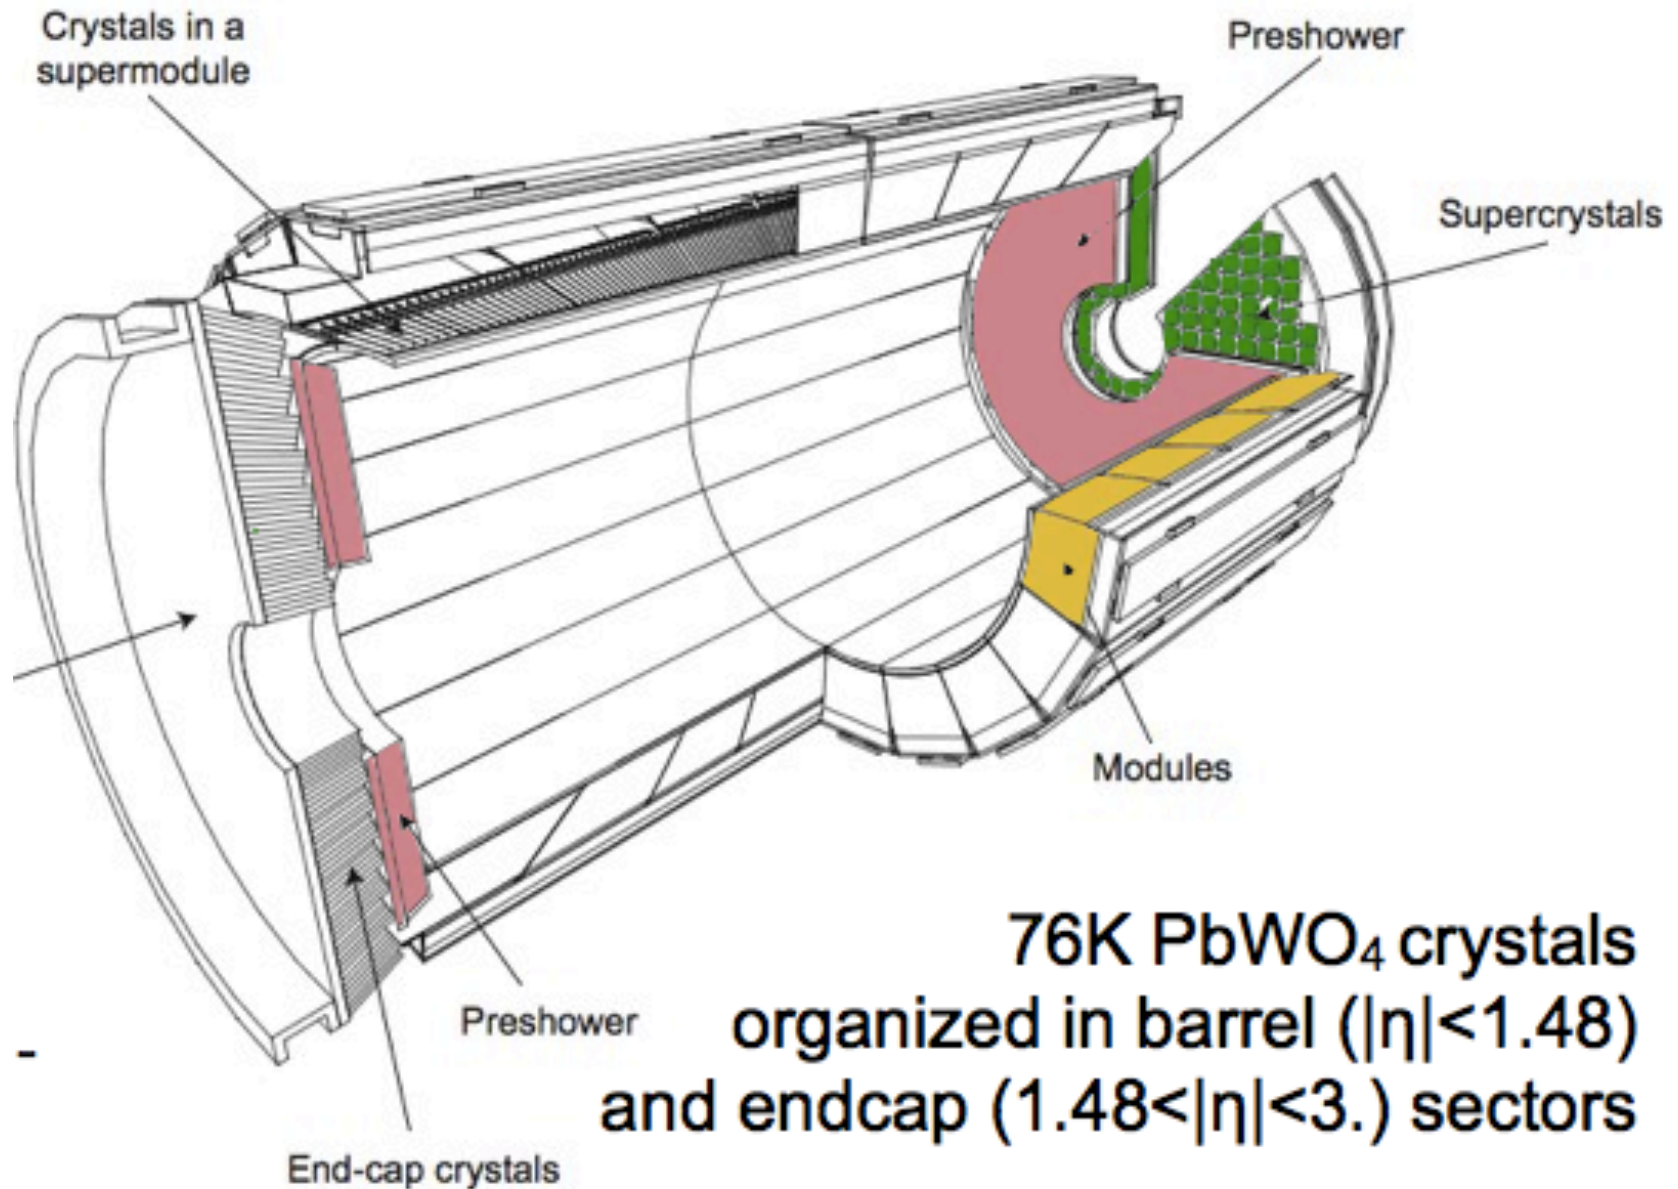 Crystals in a
supermodule
Preshower
Supercrystals
Modules
Preshower
End-cap crystals
-
76K PbWO₄ crystals
organized in barrel (|η|<1.48)
and endcap (1.48<|η|<3.) sectors